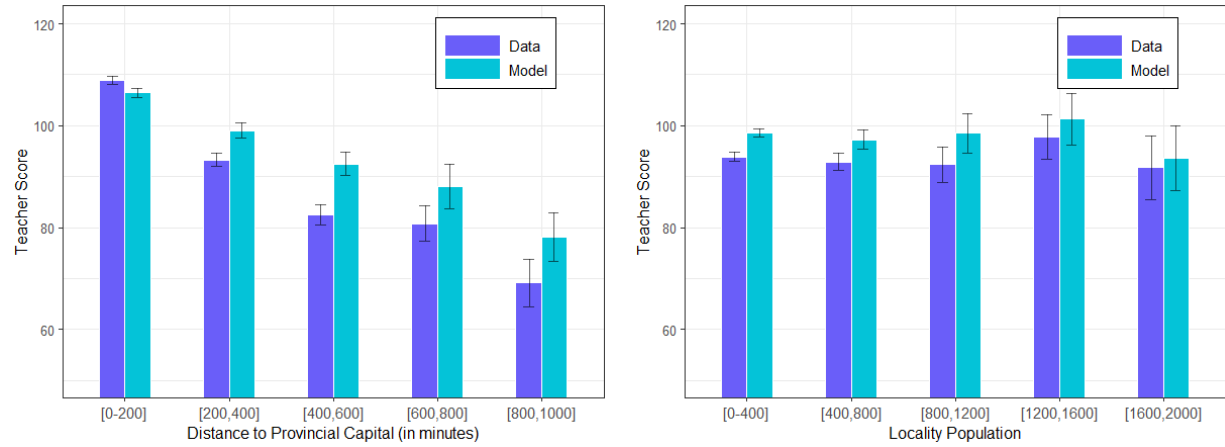 120
100
80
60
Teacher Score
Data
Model
[0-200] [200,400] [400,600] [600,800] [800,1000]
Distance to Provincial Capital (in minutes)
120
100
80
60
Teacher Score
Data
Model
[0-400] [400,800] [800,1200] [1200,1600] [1600,2000]
Locality Population